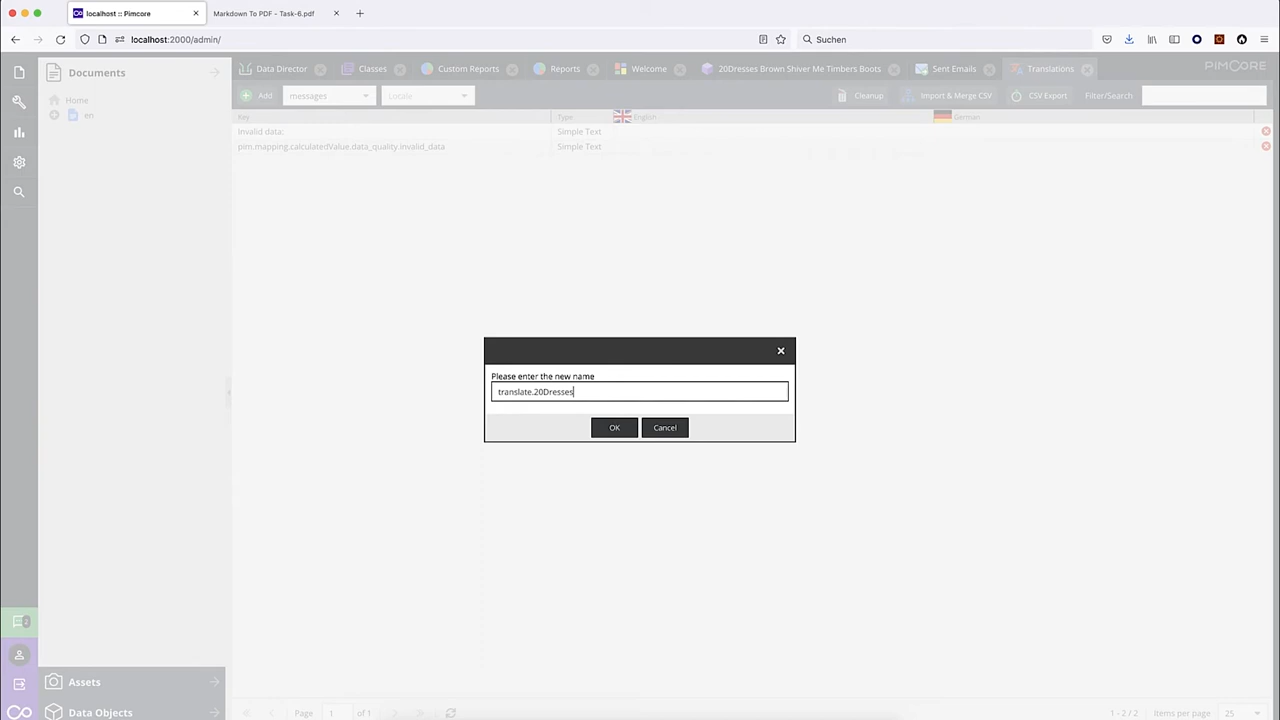 localhost :: Pimcore
Markdown To PDF - Task-6.pdf
localhost:2000/admin/
Suchen
Documents
Data Director
Classes
Custom Reports
Reports
Welcome
20Dresses Brown Shiver Me Timbers Boots
Sent Emails
Translations
PIMCORE
Home
en
Add
messages
Locale
Cleanup
Import & Merge CSV
CSV Export
Filter/Search
Key
Type
English
German
Invalid data:
Simple Text
pim.mapping.calculatedValue.data_quality.invalid_data
Simple Text
Please enter the new name
translate.20Dresses
OK
Cancel
Assets
Data Objects
Page
1
of 1
1 - 2 / 2
Items per page
25